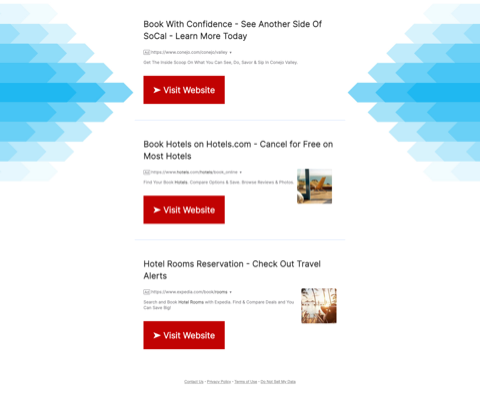 Book With Confidence - See Another Side Of
SoCal - Learn More Today
Ad https://www.conejo.com/conejo/valley
Get The Inside Scoop On What You Can See, Do, Savor & Sip In Conejo Valley.
➤ Visit Website
Book Hotels on Hotels.com - Cancel for Free on
Most Hotels
Ad https://www.hotels.com/hotels/book_online
Find Your Book Hotels. Compare Options & Save. Browse Reviews & Photos.
➤ Visit Website
Hotel Rooms Reservation - Check Out Travel
Alerts
Ad https://www.expedia.com/book/rooms
Search and Book Hotel Rooms with Expedia. Find & Compare Deals and You
Can Save Big!
➤ Visit Website
Contact Us - Privacy Policy - Terms of Use - Do Not Sell My Data